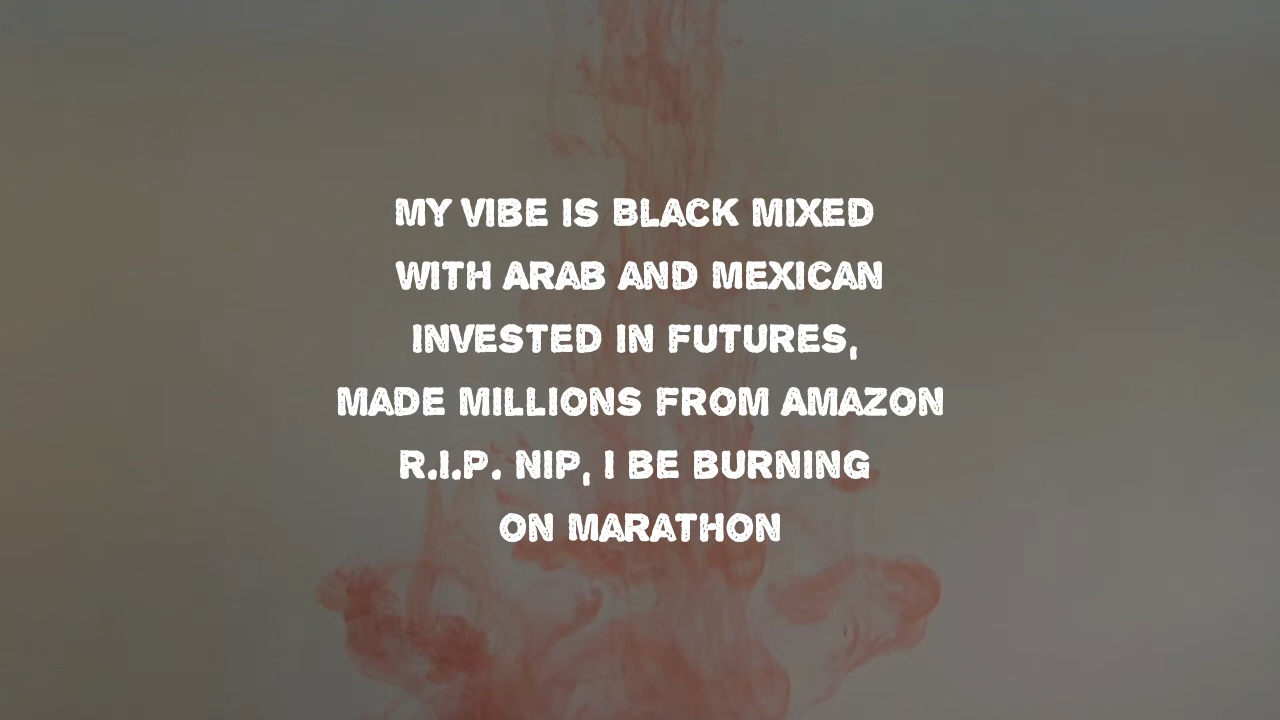 MY VIBE IS BLACK MIXED
WITH ARAB AND MEXICAN
INVESTED IN FUTURES,
MADE MILLIONS FROM AMAZON
R.I.P. NIP, I BE BURNING
ON MARATHON